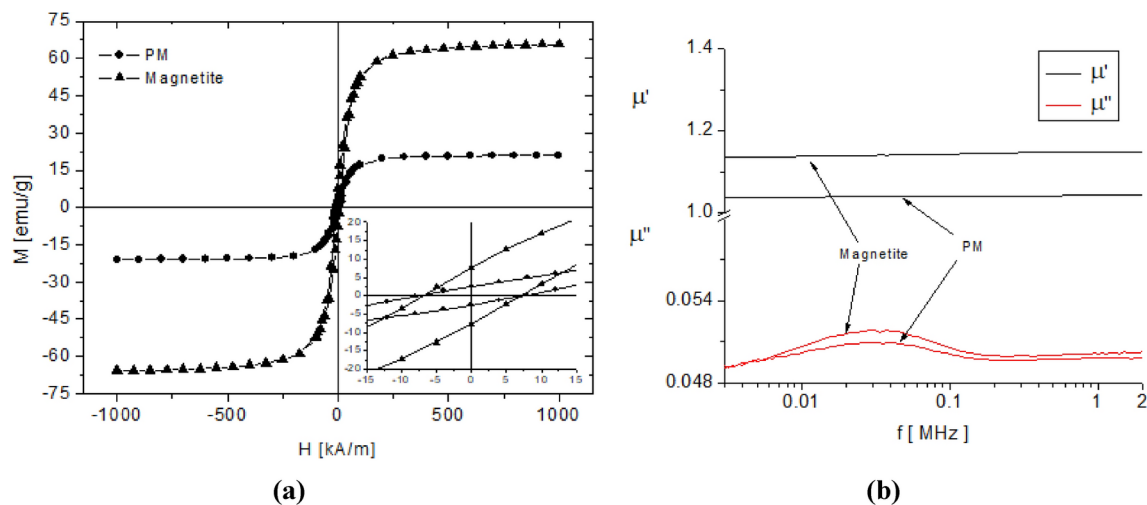 75
60
45
30
15
0
-15
-30
-45
-60
-75
M [emu/g]
PM
Magnetite
20
15
10
5
0
-5
-10
-15
-20
-15 -10 -5 0 5 10 15
-1000 -500 0 500 1000
H [kA/m]
(a)
1.4
μ'
1.2
1.0
μ''
0.054
0.048
μ'
μ''
Magnetite
PM
0.01 0.1 1 2
f [ MHz ]
(b)